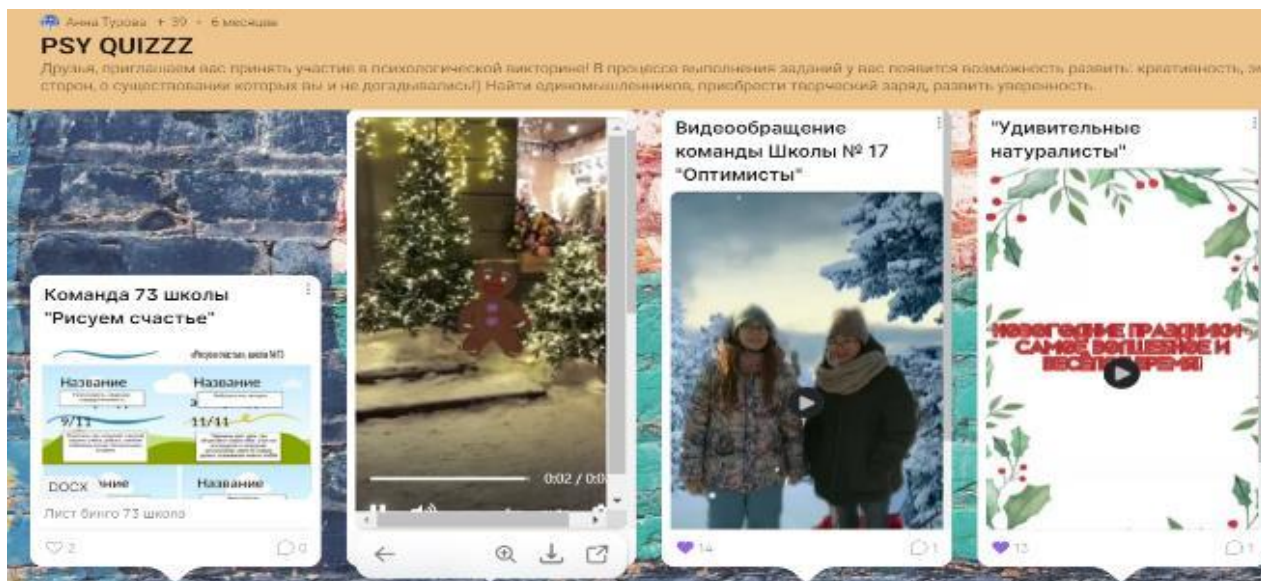 Анна Турова + 39 • 6 месяцев
PSY QUIZZZ
Друзья, приглашаем вас принять участие в психологической викторине! В процессе выполнения заданий у вас появится возможность развить: креативность,
сторон, о существовании которых вы и не догадывались!) Найти единомышленников, приобрести творческий заряд, развить уверенность.
Команда 73 школы
"Рисуем счастье"
Название Название
9/11 11/11
DOCX Название
Лист бинго 73 школа
2 0
0:02 / 0:0
Видеообращение
команды Школы № 17
"Оптимисты"
14 1
"Удивительные
натуралисты"
НОВОГОДНИЕ ПРАЗДНИКИ
САМОЕ ВОЛШЕБНОЕ И
ВЕСЕЛОЕ ВРЕМЯ!
13 1